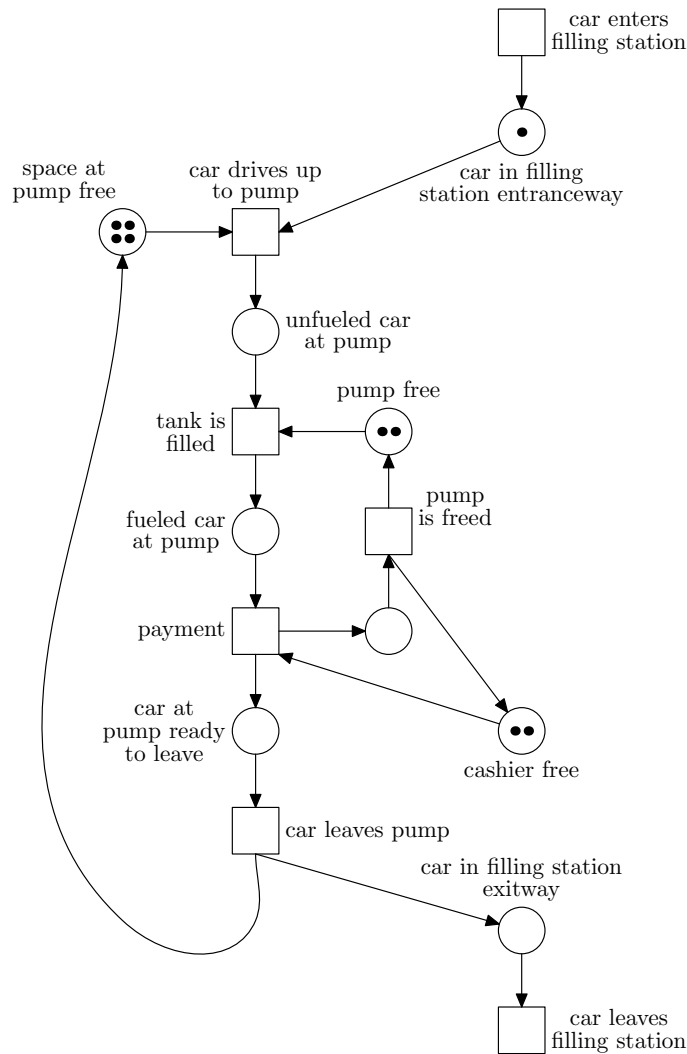 car enters
filling station
car in filling
station entranceway
space at
pump free
car drives up
to pump
unfueled car
at pump
pump free
tank is
filled
pump
is freed
fueled car
at pump
payment
car at
pump ready
to leave
cashier free
car leaves pump
car in filling station
exitway
car leaves
filling station